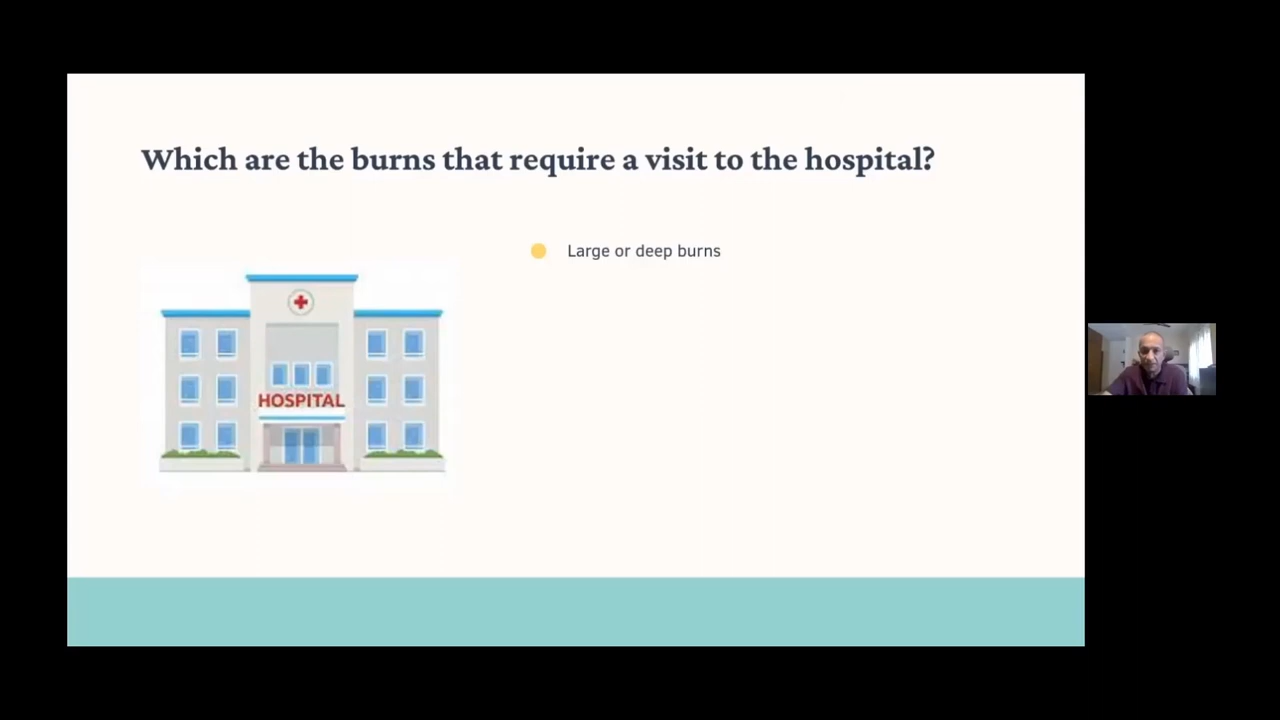 Which are the burns that require a visit to the hospital?
Large or deep burns
HOSPITAL